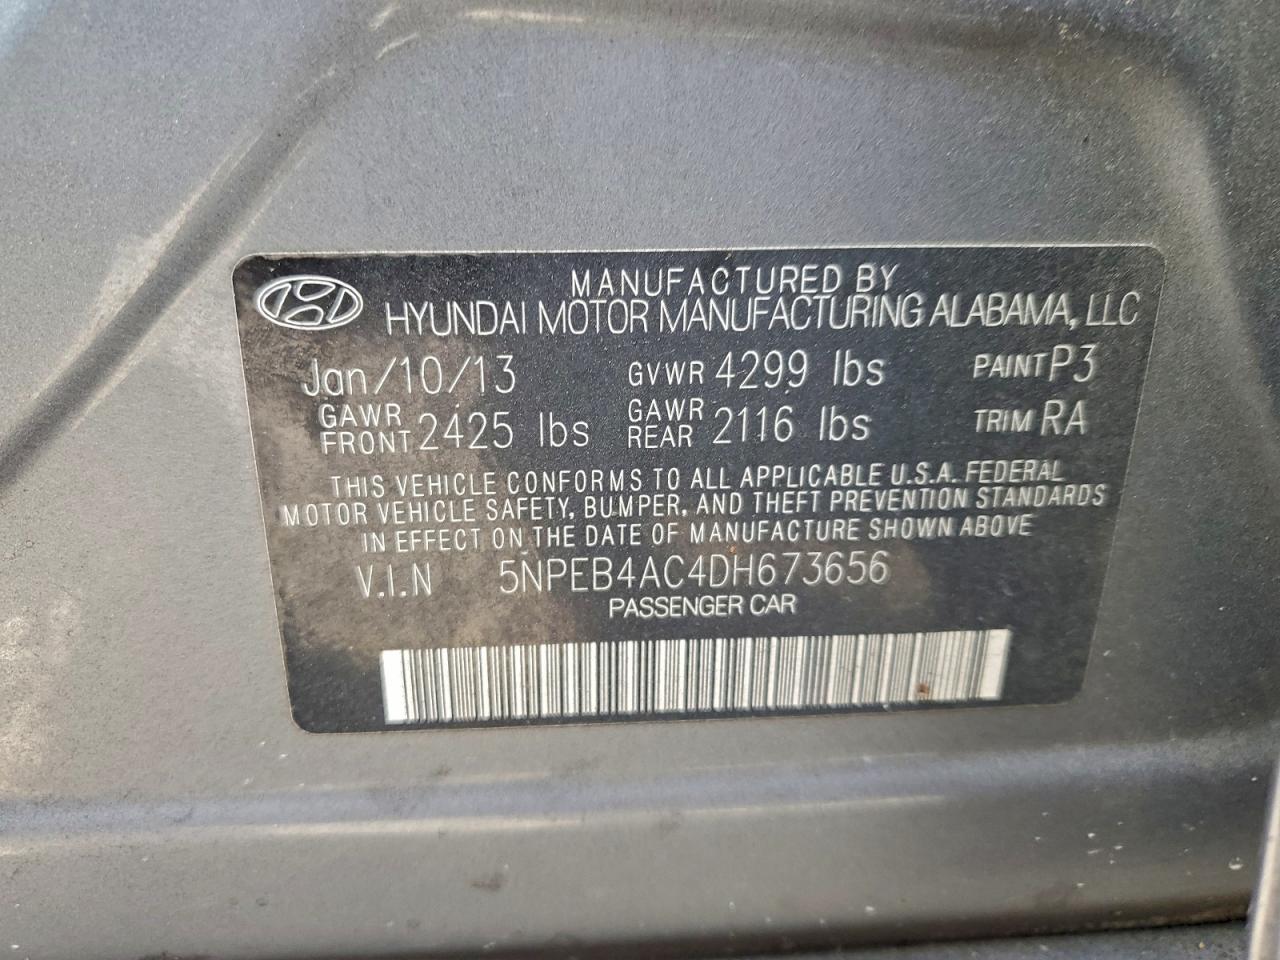 MANUFACTURED BY
HYUNDAI MOTOR MANUFACTURING ALABAMA, LLC
Jan/10/13 GVWR 4299 lbs PAINT P3
GAWR FRONT 2425 lbs GAWR REAR 2116 lbs TRIM RA
THIS VEHICLE CONFORMS TO ALL APPLICABLE U.S.A. FEDERAL
MOTOR VEHICLE SAFETY, BUMPER, AND THEFT PREVENTION STANDARDS
IN EFFECT ON THE DATE OF MANUFACTURE SHOWN ABOVE
V.I.N 5NPEB4AC4DH673656
PASSENGER CAR